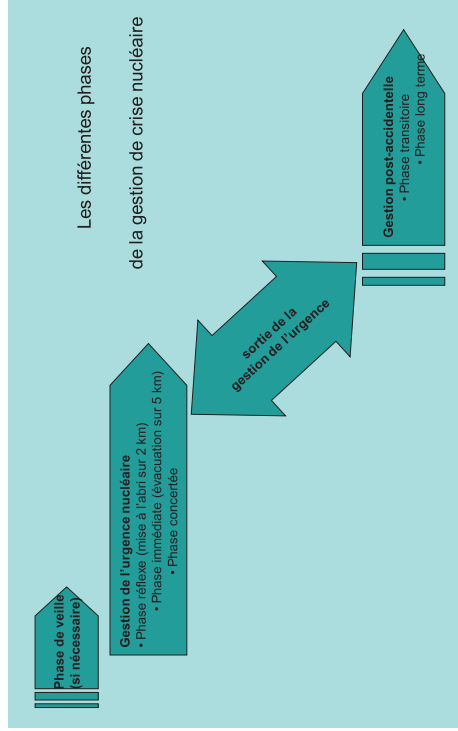 Les différentes phases
de la gestion de crise nucléaire
Phase de veille
(si nécessaire)
Gestion de l'urgence nucléaire
• Phase réflexe (mise à l'abri sur 2 km)
• Phase immédiate (évacuation sur 5 km)
• Phase concertée
sortie de la
gestion de l'urgence
Gestion post-accidentelle
• Phase transitoire
• Phase long terme